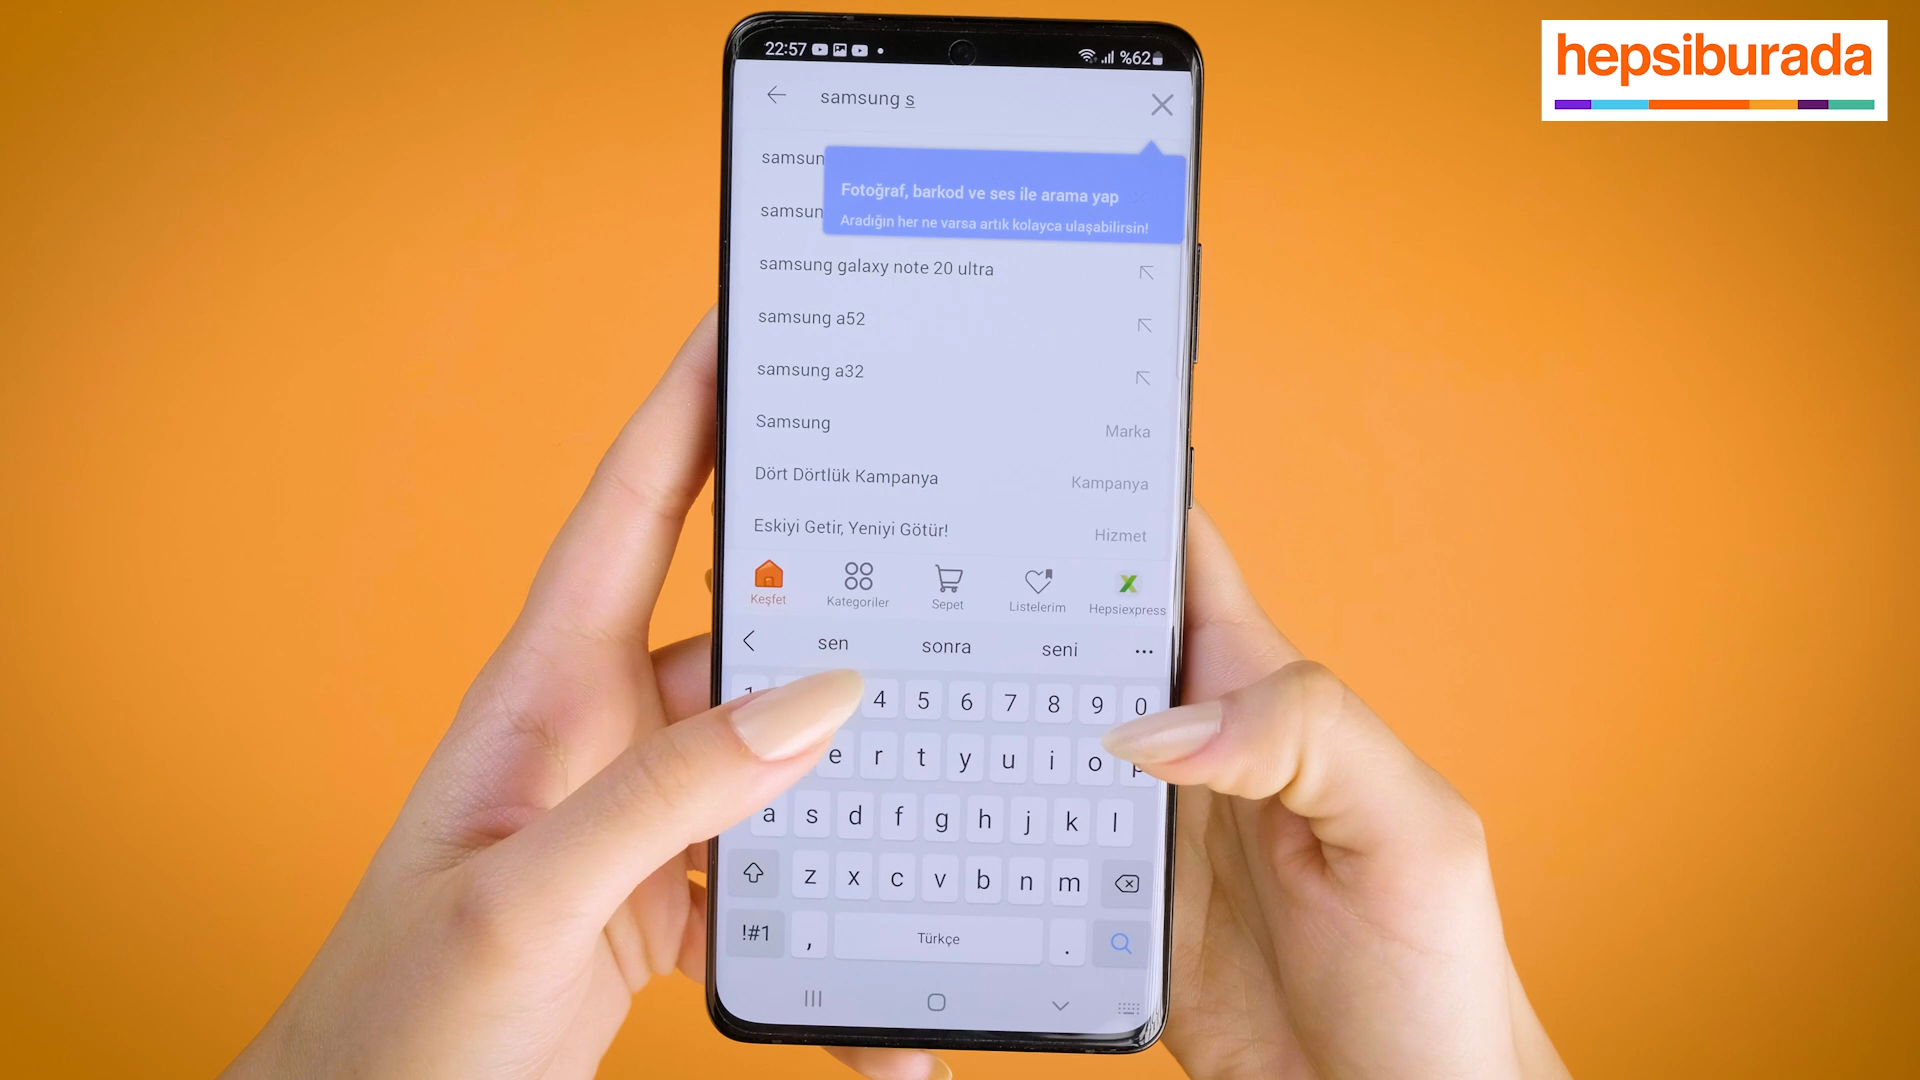 hepsiburada
22:57
%62
samsung s
samsun
Fotoğraf, barkod ve ses ile arama yap
samsun
Aradığın her ne varsa artık kolayca ulaşabilirsin!
samsung galaxy note 20 ultra
samsung a52
samsung a32
Samsung Marka
Dört Dörtlük Kampanya Kampanya
Eskiyi Getir, Yeniyi Götür! Hizmet
Keşfet Kategoriler Sepet Listelerim Hepsiexpress
sen sonra seni
1 4 5 6 7 8 9 0
e r t y u i o p
a s d f g h j k l
z x c v b n m
!#1 , Türkçe .